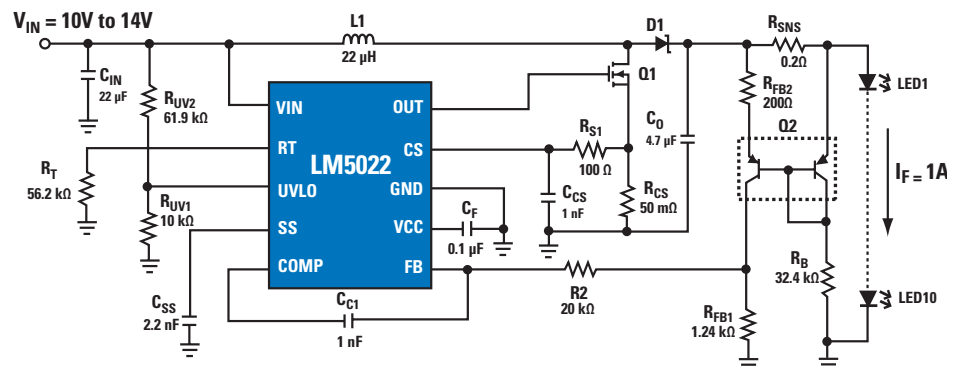 VIN = 10V to 14V
L1
22 µH
D1
RSNS
0.2Ω
CIN
22 µF
RUV2
61.9 kΩ
Q1
RFB2
200Ω
LED1
VIN
OUT
CO
4.7 µF
Q2
RT
56.2 kΩ
RT
LM5022
CS
RS1
100 Ω
IF = 1A
UVLO
GND
CCS
1 nF
RCS
50 mΩ
RUV1
10 kΩ
SS
VCC
CF
0.1 µF
COMP
FB
R2
20 kΩ
RB
32.4 kΩ
LED10
CSS
2.2 nF
CC1
1 nF
RFB1
1.24 kΩ